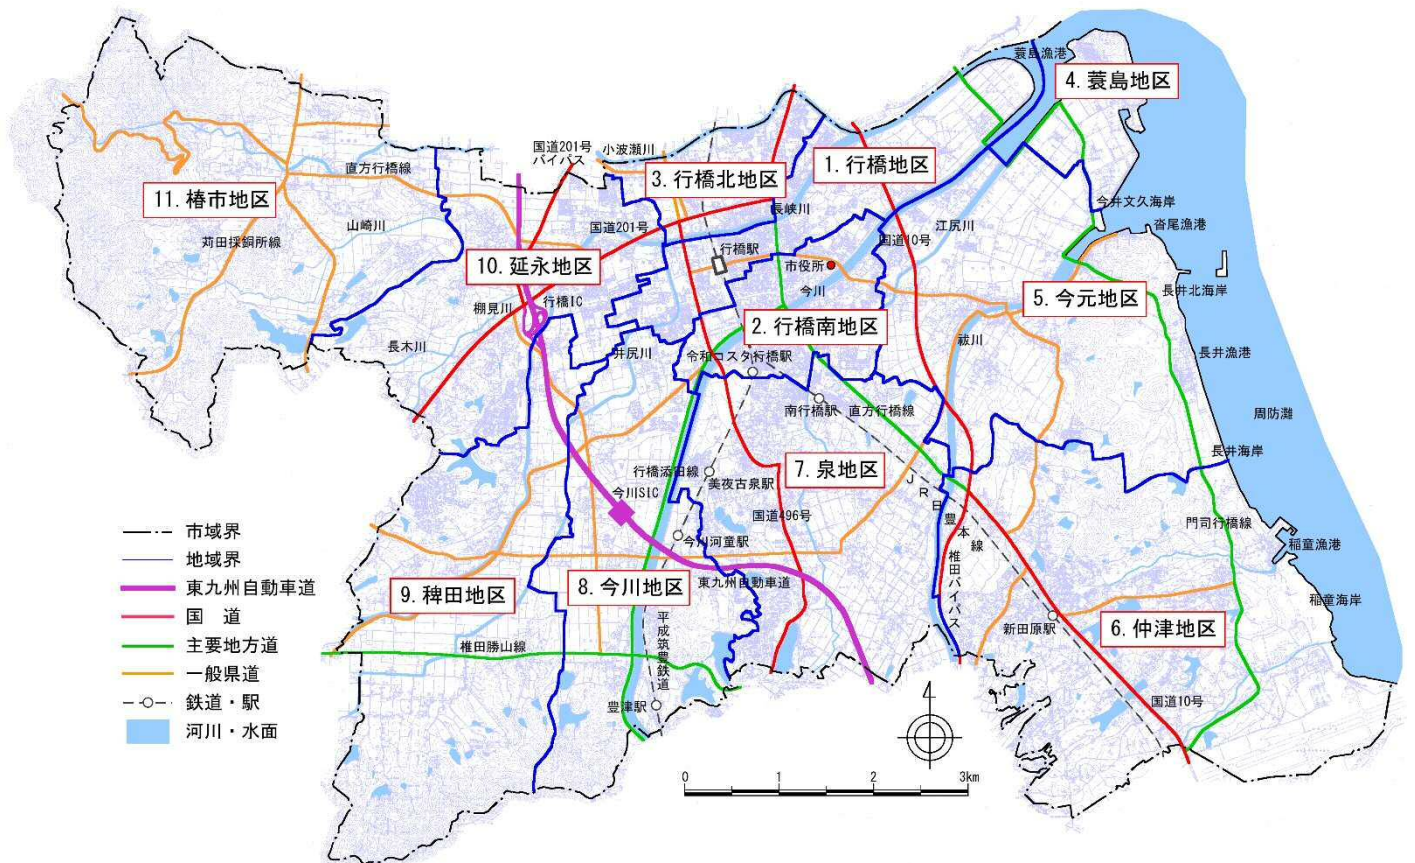 蓑島漁港
4. 蓑島地区
国道201号
バイパス
小波瀬川
3. 行橋北地区
1. 行橋地区
直方行橋線
11. 椿市地区
山崎川
苅田採銅所線
国道201号
長峡川
行橋駅
国道10号
江尻川
今井文久海岸
沓尾漁港
10. 延永地区
市役所
今川
長井北海岸
5. 今元地区
棚見川
行橋IC
2. 行橋南地区
祓川
長木川
井尻川
令和コスタ行橋駅
長井漁港
南行橋駅
直方行橋線
周防灘
長井海岸
行橋添田線
美夜古泉駅
7. 泉地区
JR日豊本線
今川SIC
国道496号
門司行橋線
今川河童駅
稲童漁港
椎田バイパス
東九州自動車道
9. 稗田地区
8. 今川地区
稲童海岸
平成筑豊鉄道
新田原駅
6. 仲津地区
椎田勝山線
豊津駅
国道10号
市域界
地域界
東九州自動車道
国 道
主要地方道
一般県道
鉄道・駅
河川・水面
0 1 2 3km